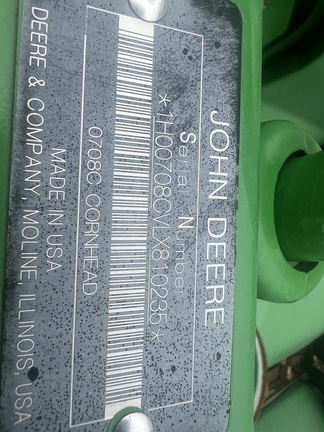 JOHN DEERE
Serial Number
*1H00708CVLX810235*
0708C CORNHEAD
MADE IN USA
DEERE & COMPANY, MOLINE, ILLINOIS, USA